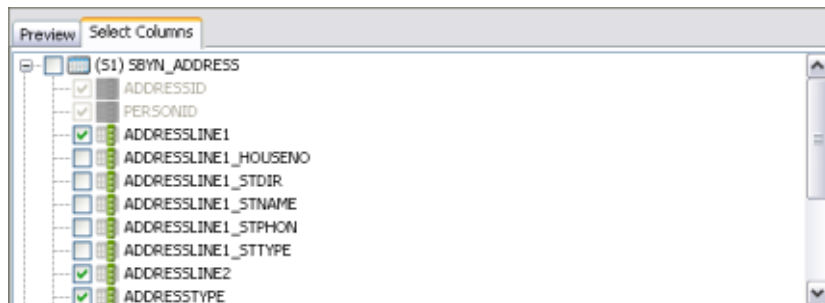 Preview Select Columns
(S1) SBYN_ADDRESS
ADDRESSID
PERSONID
ADDRESSLINE1
ADDRESSLINE1_HOUSENO
ADDRESSLINE1_STDIR
ADDRESSLINE1_STNAME
ADDRESSLINE1_STPHON
ADDRESSLINE1_STTYPE
ADDRESSLINE2
ADDRESSTYPE